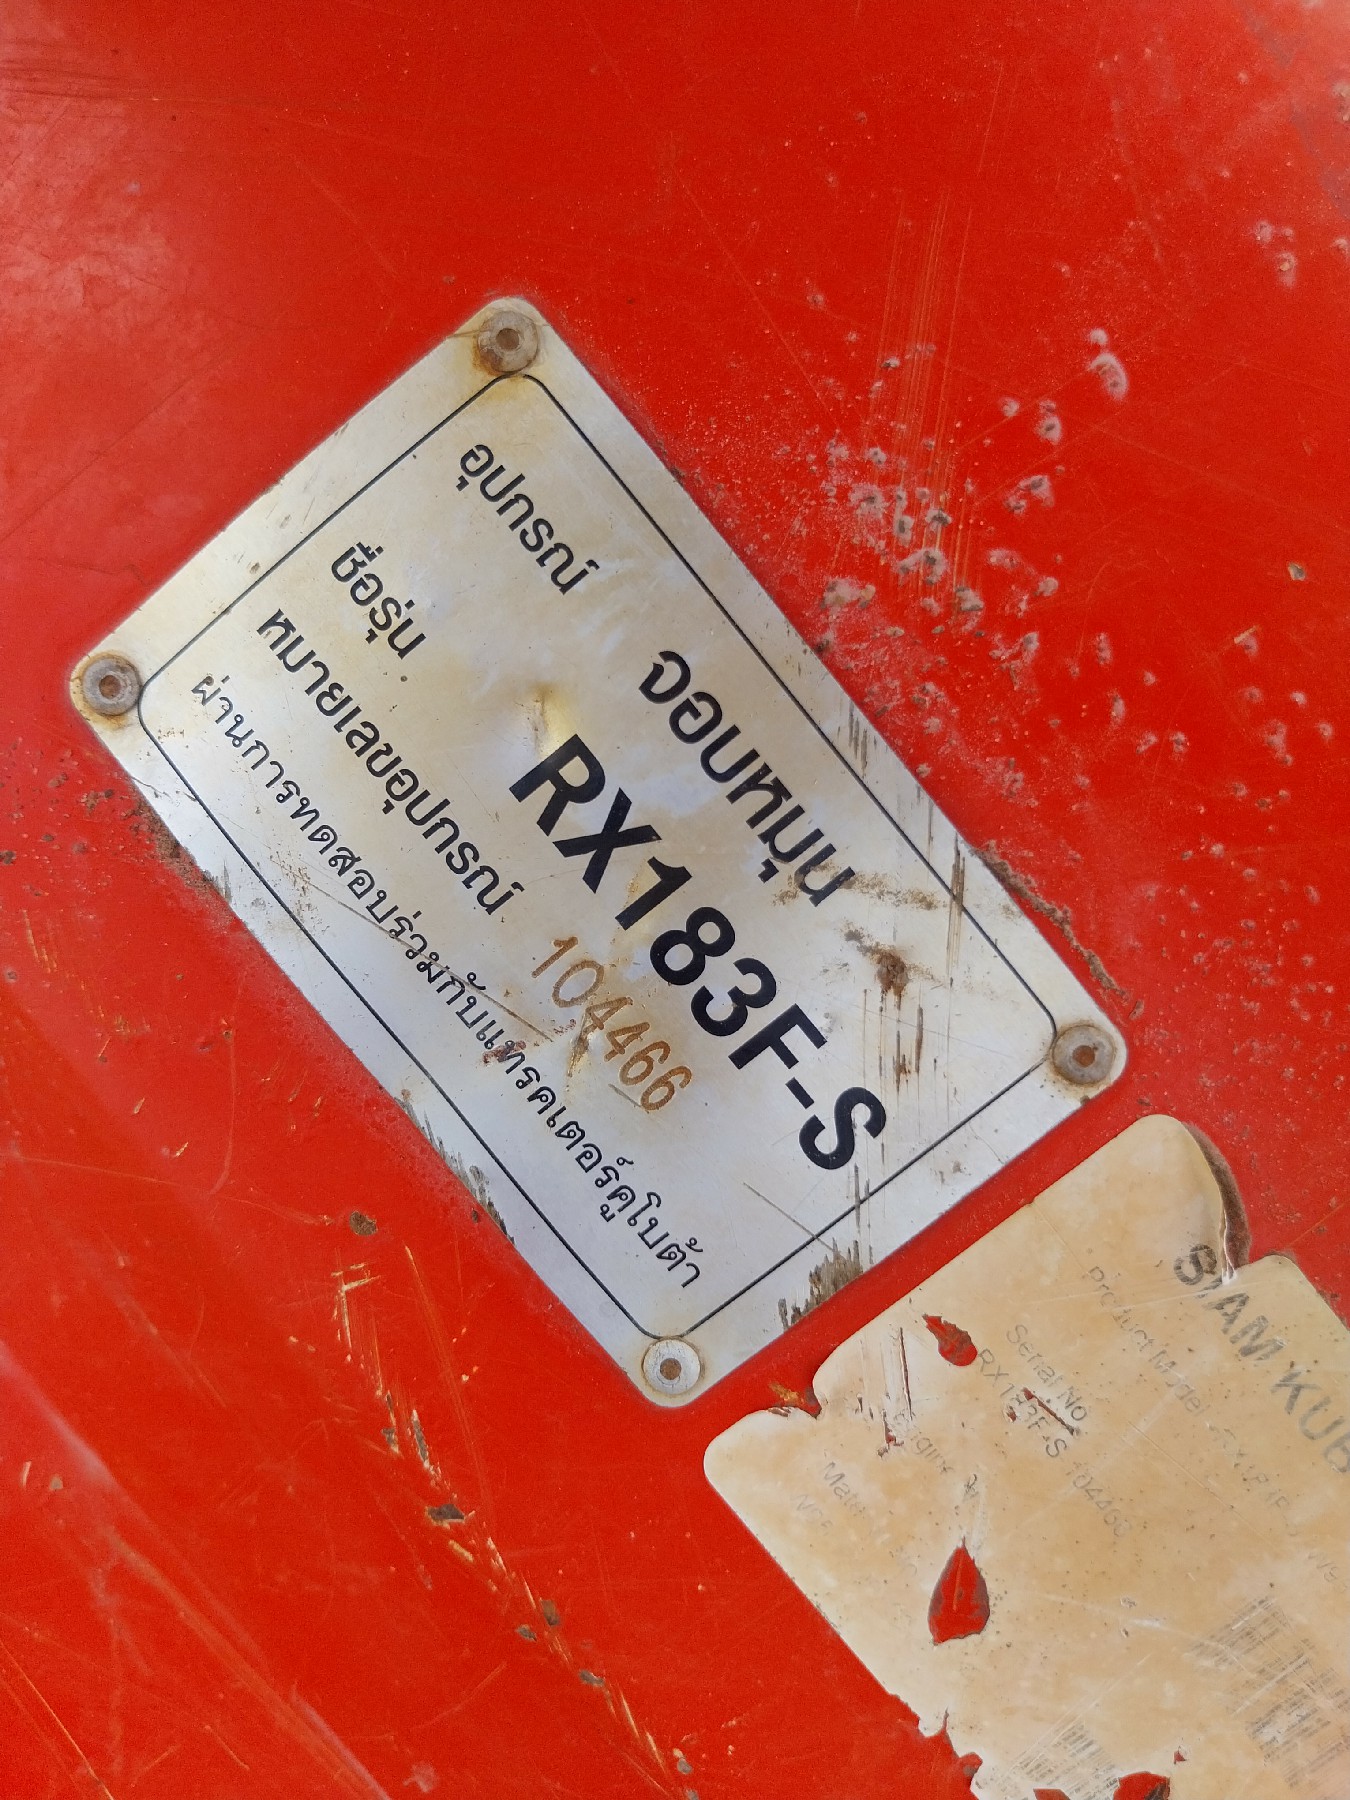 อุปกรณ์ จอบหมุน
ชื่อรุ่น RX183F-S
หมายเลขอุปกรณ์ 104466
ผ่านการทดสอบร่วมกับแทรคเตอร์คูโบต้า
SIAM KUB
Product Model
Serial No
RX183F-S 104466